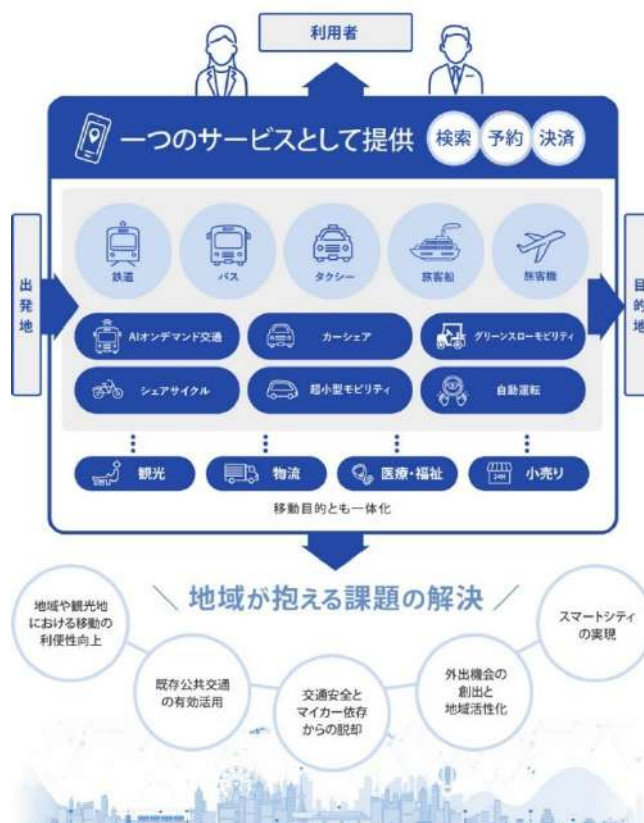 利用者
一つのサービスとして提供
検索
予約
決済
出発地
目的地
鉄道
バス
タクシー
旅客船
旅客機
AIオンデマンド交通
カーシェア
グリーンスローモビリティ
シェアサイクル
超小型モビリティ
自動運転
観光
物流
24H
医療・福祉
小売り
移動目的とも一体化
地域が抱える課題の解決
地域や観光地
における移動の
利便性向上
既存公共交通
の有効活用
交通安全と
マイカー依存
からの脱却
外出機会の
創出と
地域活性化
スマートシティ
の実現